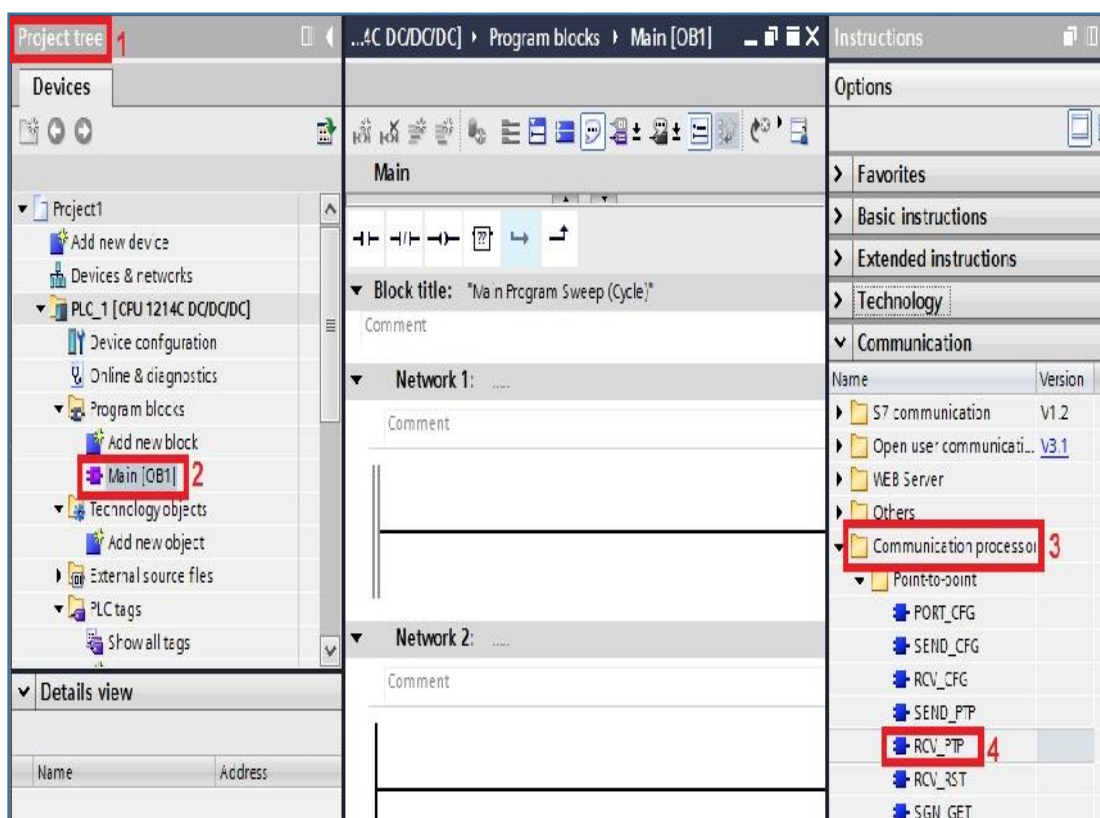 Project tree 1
Devices
Project1
Add new device
Devices & networks
PLC_1 [CPU 1214C DC/DC/DC]
Device configuration
Online & diagnostics
Program blocks
Add new block
Main [OB1] 2
Technology objects
Add new object
External source files
PLC tags
Show all tags
Details view
Name Address
...4C DC/DC/DC] Program blocks Main [OB1]
Main
??
Block title: "Main Program Sweep (Cycle)"
Comment
Network 1: .....
Comment
Network 2: .....
Comment
Instructions
Options
Favorites
Basic instructions
Extended instructions
Technology
Communication
Name Version
S7 communication V1.2
Open user communicati... V3.1
WEB Server
Others
Communication processor 3
Point-to-point
PORT_CFG
SEND_CFG
RCV_CFG
SEND_PTP
RCV_PTP 4
RCV_RST
SGN_GET